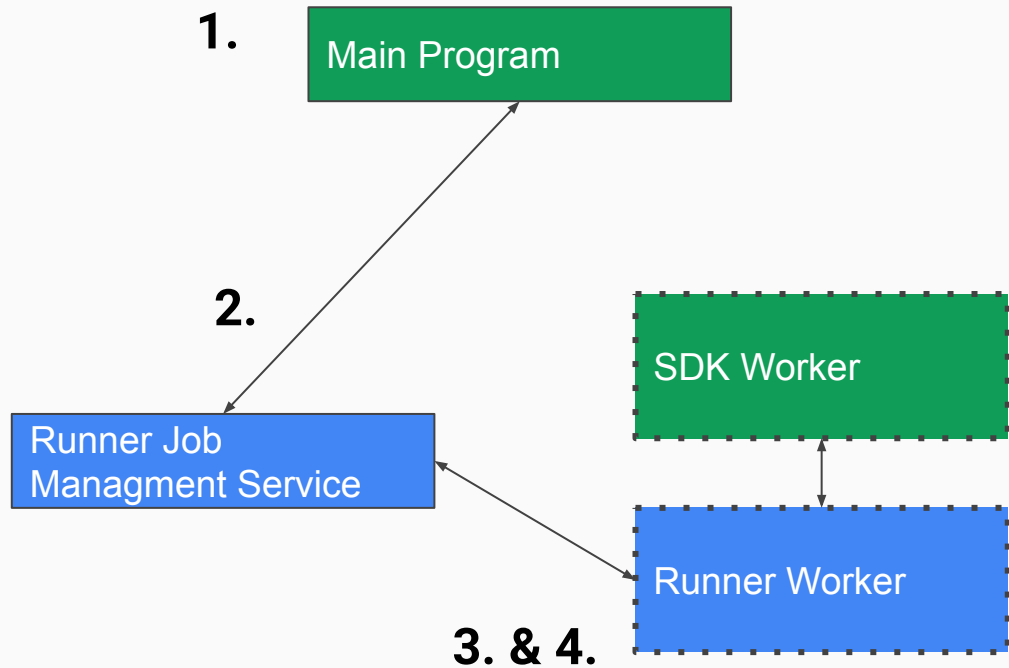 1.
Main Program
2.
SDK Worker
Runner Job
Managment Service
Runner Worker
3. & 4.